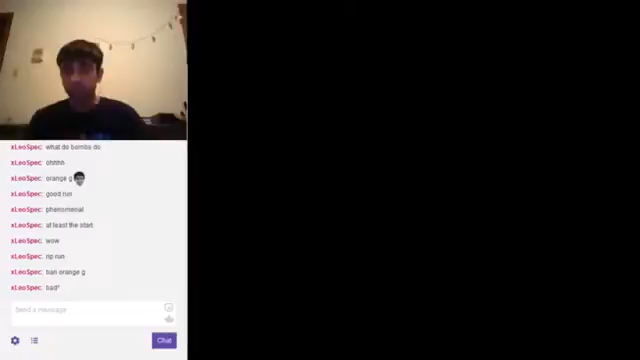 xLeoSpec: what do bombs do
xLeoSpec: ohhhh
xLeoSpec: orange g
xLeoSpec: good run
xLeoSpec: phenomenal
xLeoSpec: at least the start
xLeoSpec: wow
xLeoSpec: rip run
xLeoSpec: ban orange g
xLeoSpec: bad*
Send a message
Chat